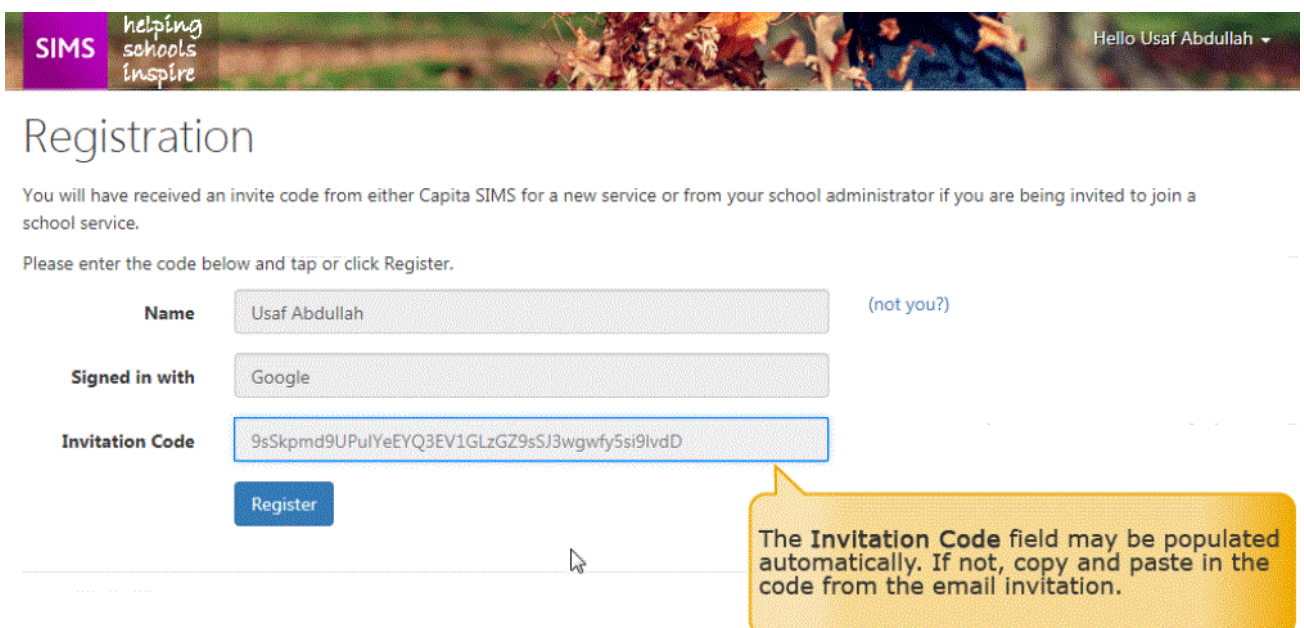 SIMS
helping
schools
inspire
Hello Usaf Abdullah
Registration
You will have received an invite code from either Capita SIMS for a new service or from your school administrator if you are being invited to join a
school service.
Please enter the code below and tap or click Register.
Name
Usaf Abdullah
(not you?)
Signed in with
Google
Invitation Code
9sSkpmd9UPuIYeEYQ3EV1GLzGZ9sSJ3wgwfy5si9IvdD
Register
The Invitation Code field may be populated
automatically. If not, copy and paste in the
code from the email invitation.